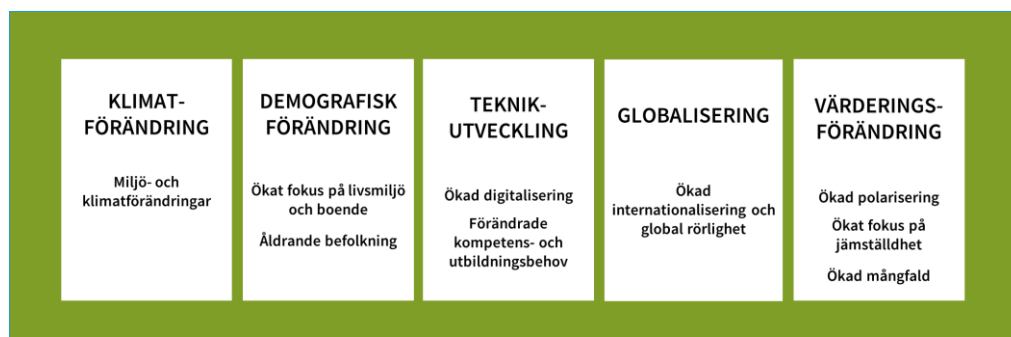 KLIMAT-
FÖRÄNDRING
Miljö- och
klimatförändringar
DEMOGRAFISK
FÖRÄNDRING
Ökat fokus på livsmiljö
och boende
Åldrande befolkning
TEKNIK-
UTVECKLING
Ökad digitalisering
Förändrade
kompetens- och
utbildningsbehov
GLOBALISERING
Ökad
internationalisering och
global rörlighet
VÄRDERINGS-
FÖRÄNDRING
Ökad polarisering
Ökat fokus på
jämställdhet
Ökad mångfald